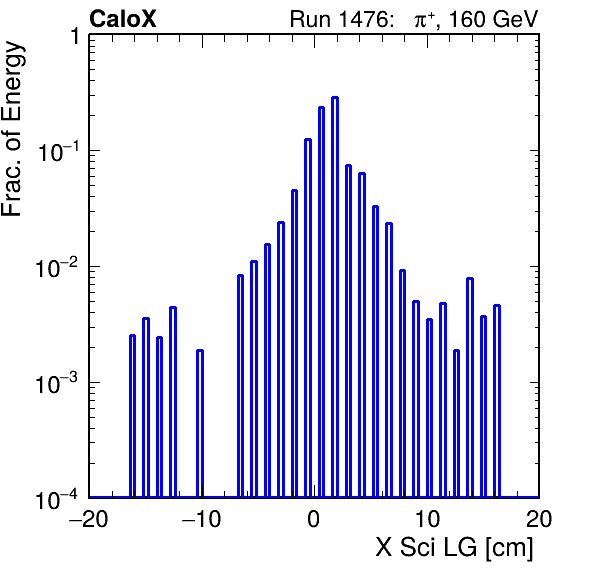 CaloX Run 1476: π⁺, 160 GeV
Frac. of Energy
1
10⁻¹
10⁻²
10⁻³
10⁻⁴
−20 −10 0 10 20
X Sci LG [cm]